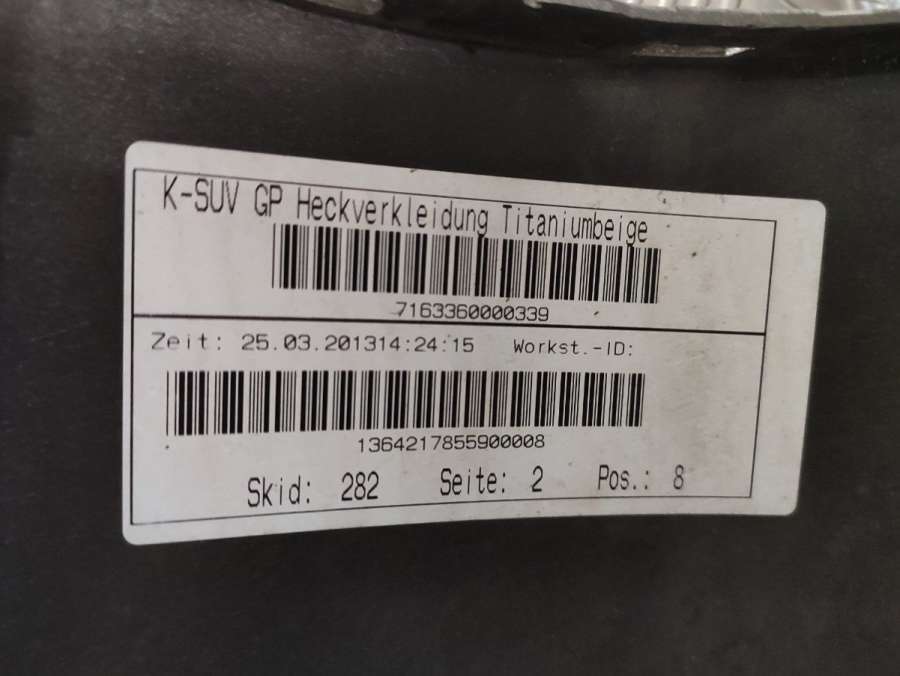 K-SUV GP Heckverkleidung Titaniumbeige
7163360000339
Zeit: 25.03.201314:24:15 Workst.-ID:
1364217855900008
Skid: 282 Seite: 2 Pos.: 8